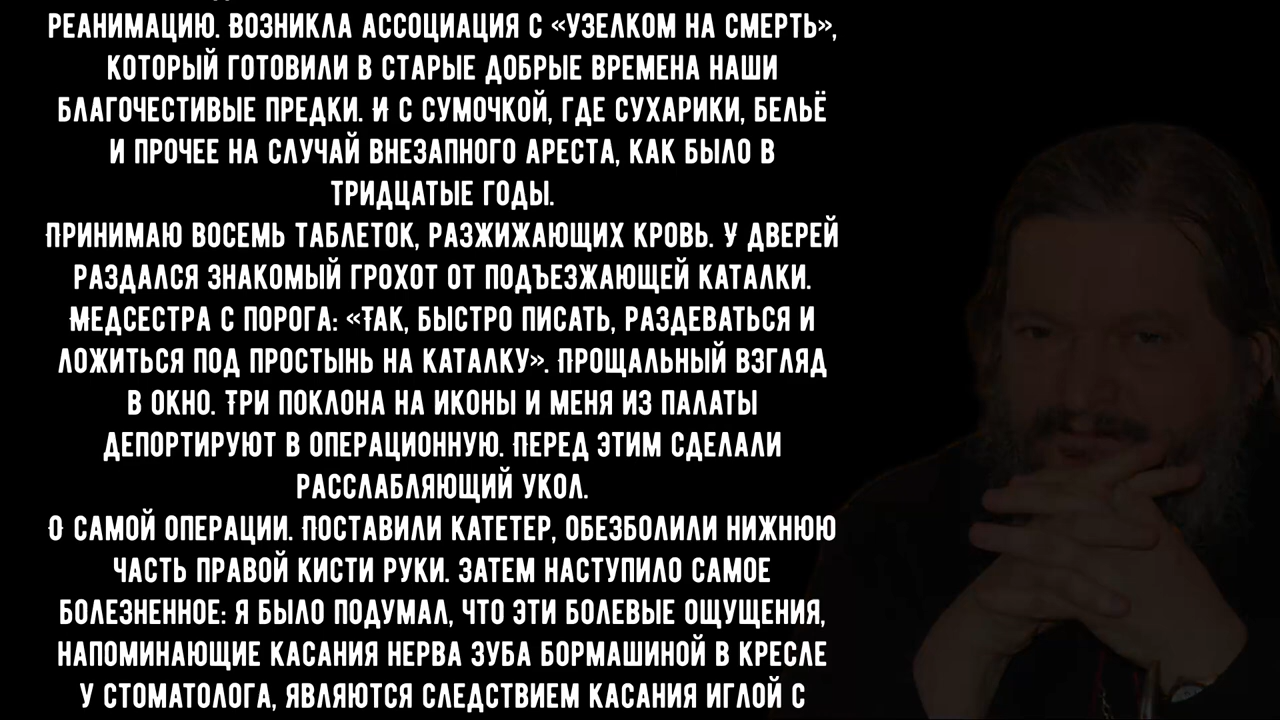 РЕАНИМАЦИЮ. ВОЗНИКЛА АССОЦИАЦИЯ С «УЗЕЛКОМ НА СМЕРТЬ»,
КОТОРЫЙ ГОТОВИЛИ В СТАРЫЕ ДОБРЫЕ ВРЕМЕНА НАШИ
БЛАГОЧЕСТИВЫЕ ПРЕДКИ. И С СУМОЧКОЙ, ГДЕ СУХАРИКИ, БЕЛЬЁ
И ПРОЧЕЕ НА СЛУЧАЙ ВНЕЗАПНОГО АРЕСТА, КАК БЫЛО В
ТРИДЦАТЫЕ ГОДЫ.
ПРИНИМАЮ ВОСЕМЬ ТАБЛЕТОК, РАЗЖИЖАЮЩИХ КРОВЬ. У ДВЕРЕЙ
РАЗДАЛСЯ ЗНАКОМЫЙ ГРОХОТ ОТ ПОДЪЕЗЖАЮЩЕЙ КАТАЛКИ.
МЕДСЕСТРА С ПОРОГА: «ТАК, БЫСТРО ПИСАТЬ, РАЗДЕВАТЬСЯ И
ЛОЖИТЬСЯ ПОД ПРОСТЫНЬ НА КАТАЛКУ». ПРОЩАЛЬНЫЙ ВЗГЛЯД
В ОКНО. ТРИ ПОКЛОНА НА ИКОНЫ И МЕНЯ ИЗ ПАЛАТЫ
ДЕПОРТИРУЮТ В ОПЕРАЦИОННУЮ. ПЕРЕД ЭТИМ СДЕЛАЛИ
РАССЛАБЛЯЮЩИЙ УКОЛ.
О САМОЙ ОПЕРАЦИИ. ПОСТАВИЛИ КАТЕТЕР, ОБЕЗБОЛИЛИ НИЖНЮЮ
ЧАСТЬ ПРАВОЙ КИСТИ РУКИ. ЗАТЕМ НАСТУПИЛО САМОЕ
БОЛЕЗНЕННОЕ: Я БЫЛО ПОДУМАЛ, ЧТО ЭТИ БОЛЕВЫЕ ОЩУЩЕНИЯ,
НАПОМИНАЮЩИЕ КАСАНИЯ НЕРВА ЗУБА БОРМАШИНОЙ В КРЕСЛЕ
У СТОМАТОЛОГА, ЯВЛЯЮТСЯ СЛЕДСТВИЕМ КАСАНИЯ ИГЛОЙ С